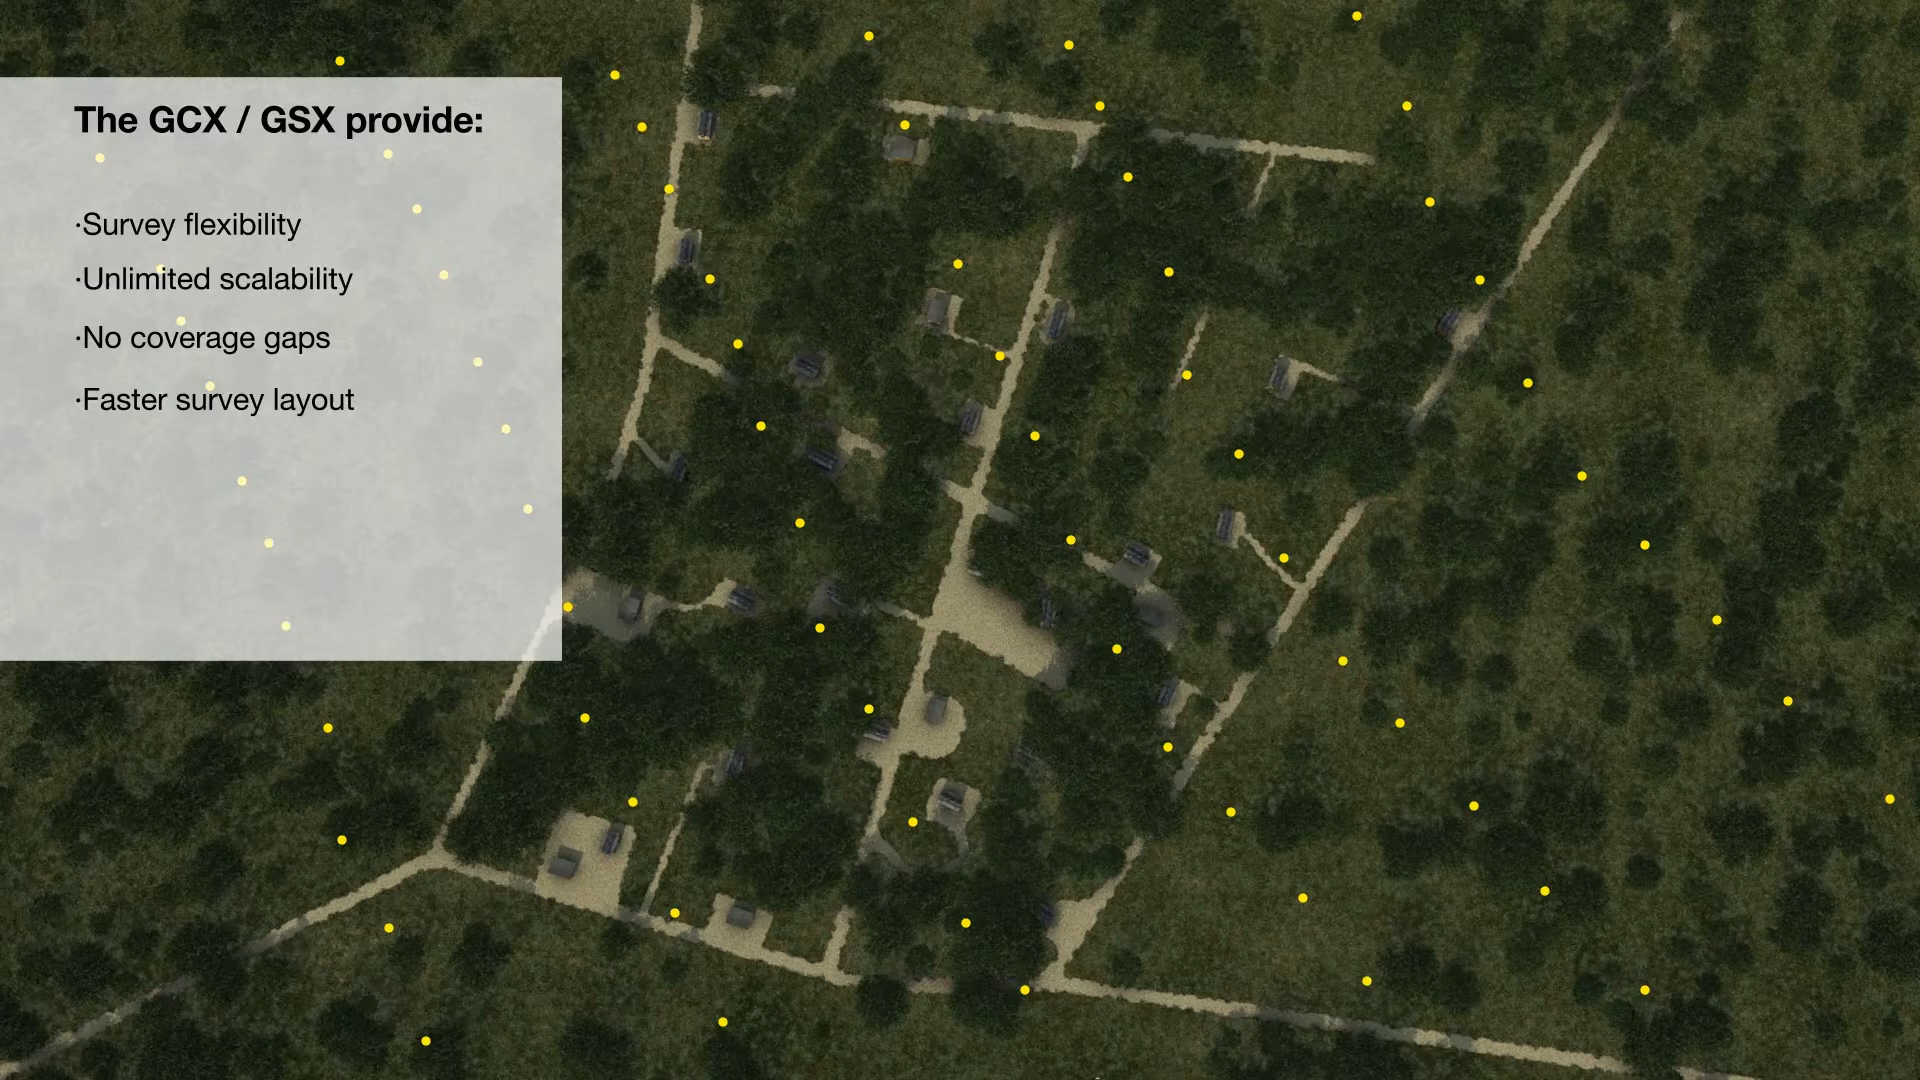 The GCX / GSX provide:
·Survey flexibility
·Unlimited scalability
·No coverage gaps
·Faster survey layout